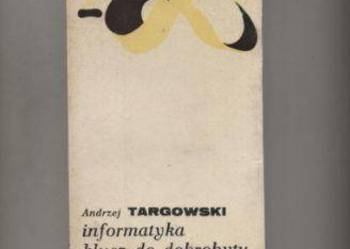 Andrzej TARGOWSKI
informatyka
klucz do dobrobytu